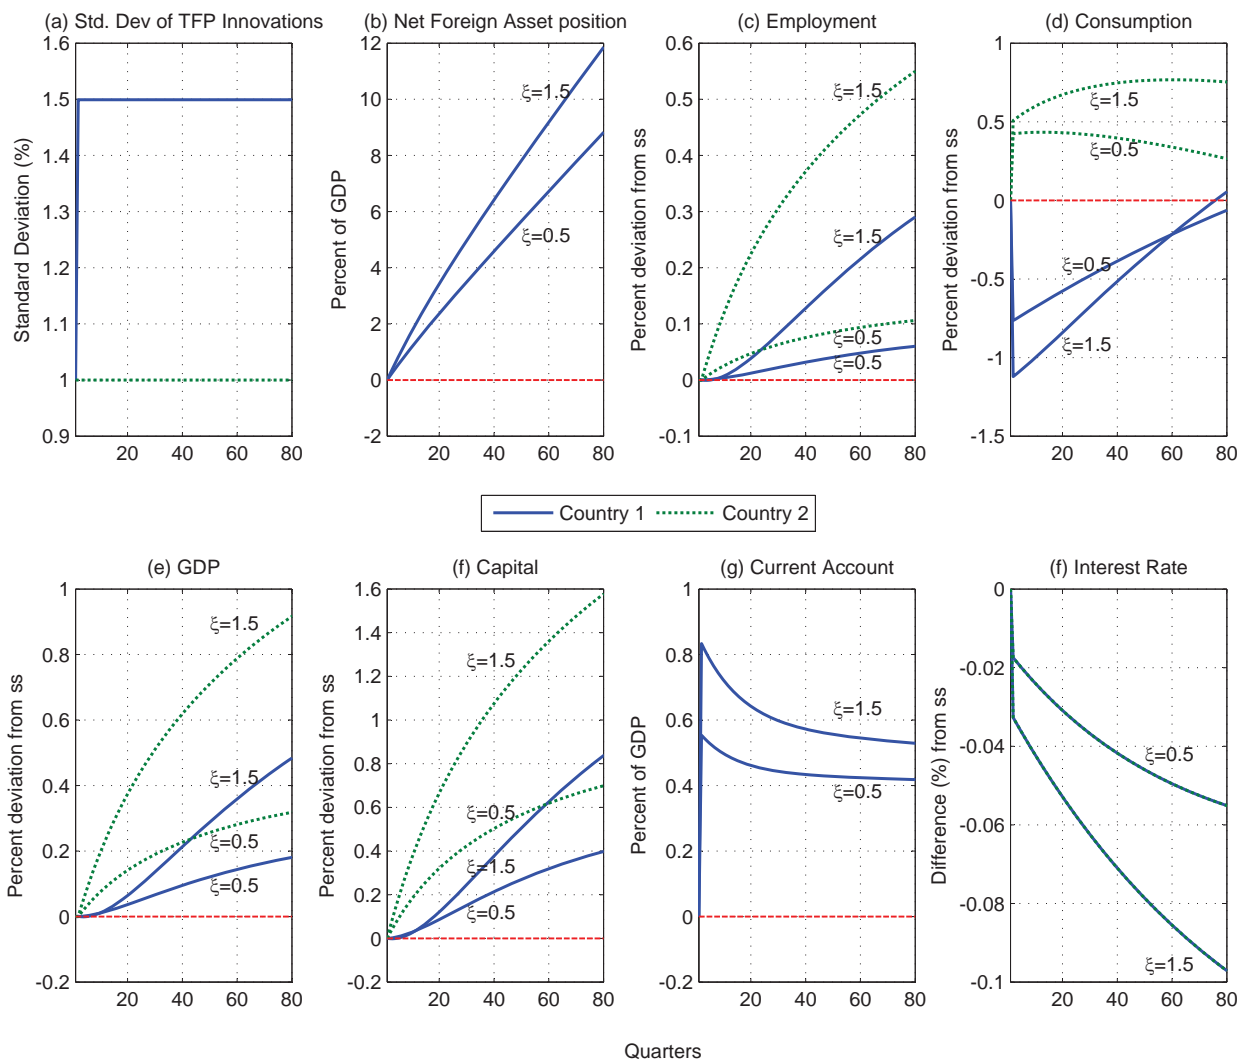 (a) Std. Dev of TFP Innovations
(b) Net Foreign Asset position
(c) Employment
(d) Consumption
Standard Deviation (%)
1.6
1.5
1.4
1.3
1.2
1.1
1
0.9
20 40 60 80
Percent of GDP
12
10
8
6
4
2
0
-2
ξ=1.5
ξ=0.5
20 40 60 80
Percent deviation from ss
0.6
0.5
0.4
0.3
0.2
0.1
0
-0.1
ξ=1.5
ξ=1.5
ξ=0.5
ξ=0.5
20 40 60 80
Percent deviation from ss
1
0.5
0
-0.5
-1
-1.5
ξ=1.5
ξ=0.5
ξ=0.5
ξ=1.5
20 40 60 80
Country 1 Country 2
(e) GDP
(f) Capital
(g) Current Account
(f) Interest Rate
Percent deviation from ss
1
0.8
0.6
0.4
0.2
0
-0.2
ξ=1.5
ξ=1.5
ξ=0.5
ξ=0.5
20 40 60 80
Percent deviation from ss
1.6
1.4
1.2
1
0.8
0.6
0.4
0.2
0
-0.2
ξ=1.5
ξ=0.5
ξ=1.5
ξ=0.5
20 40 60 80
Percent of GDP
1
0.8
0.6
0.4
0.2
0
-0.2
ξ=1.5
ξ=0.5
20 40 60 80
Difference (%) from ss
0
-0.02
-0.04
-0.06
-0.08
-0.1
ξ=0.5
ξ=1.5
20 40 60 80
Quarters